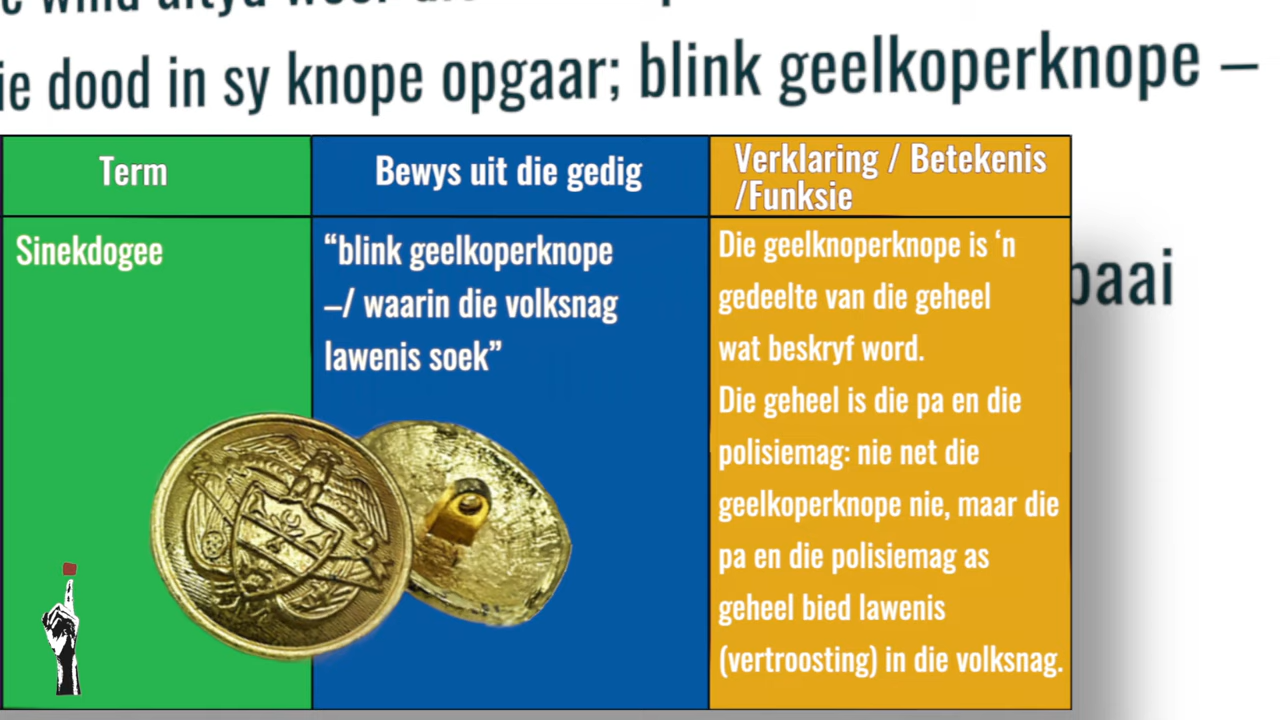 ie dood in sy knope opgaar; blink geelkoperknope –
Term
Bewys uit die gedig
Verklaring / Betekenis
/Funksie
Sinekdogee
“blink geelkoperknope
–/ waarin die volksnag
lawenis soek”
Die geelknoperknope is ‘n
gedeelte van die geheel
wat beskryf word.
Die geheel is die pa en die
polisiemag: nie net die
geelkoperknope nie, maar die
pa en die polisiemag as
geheel bied lawenis
(vertroosting) in die volksnag.
baai